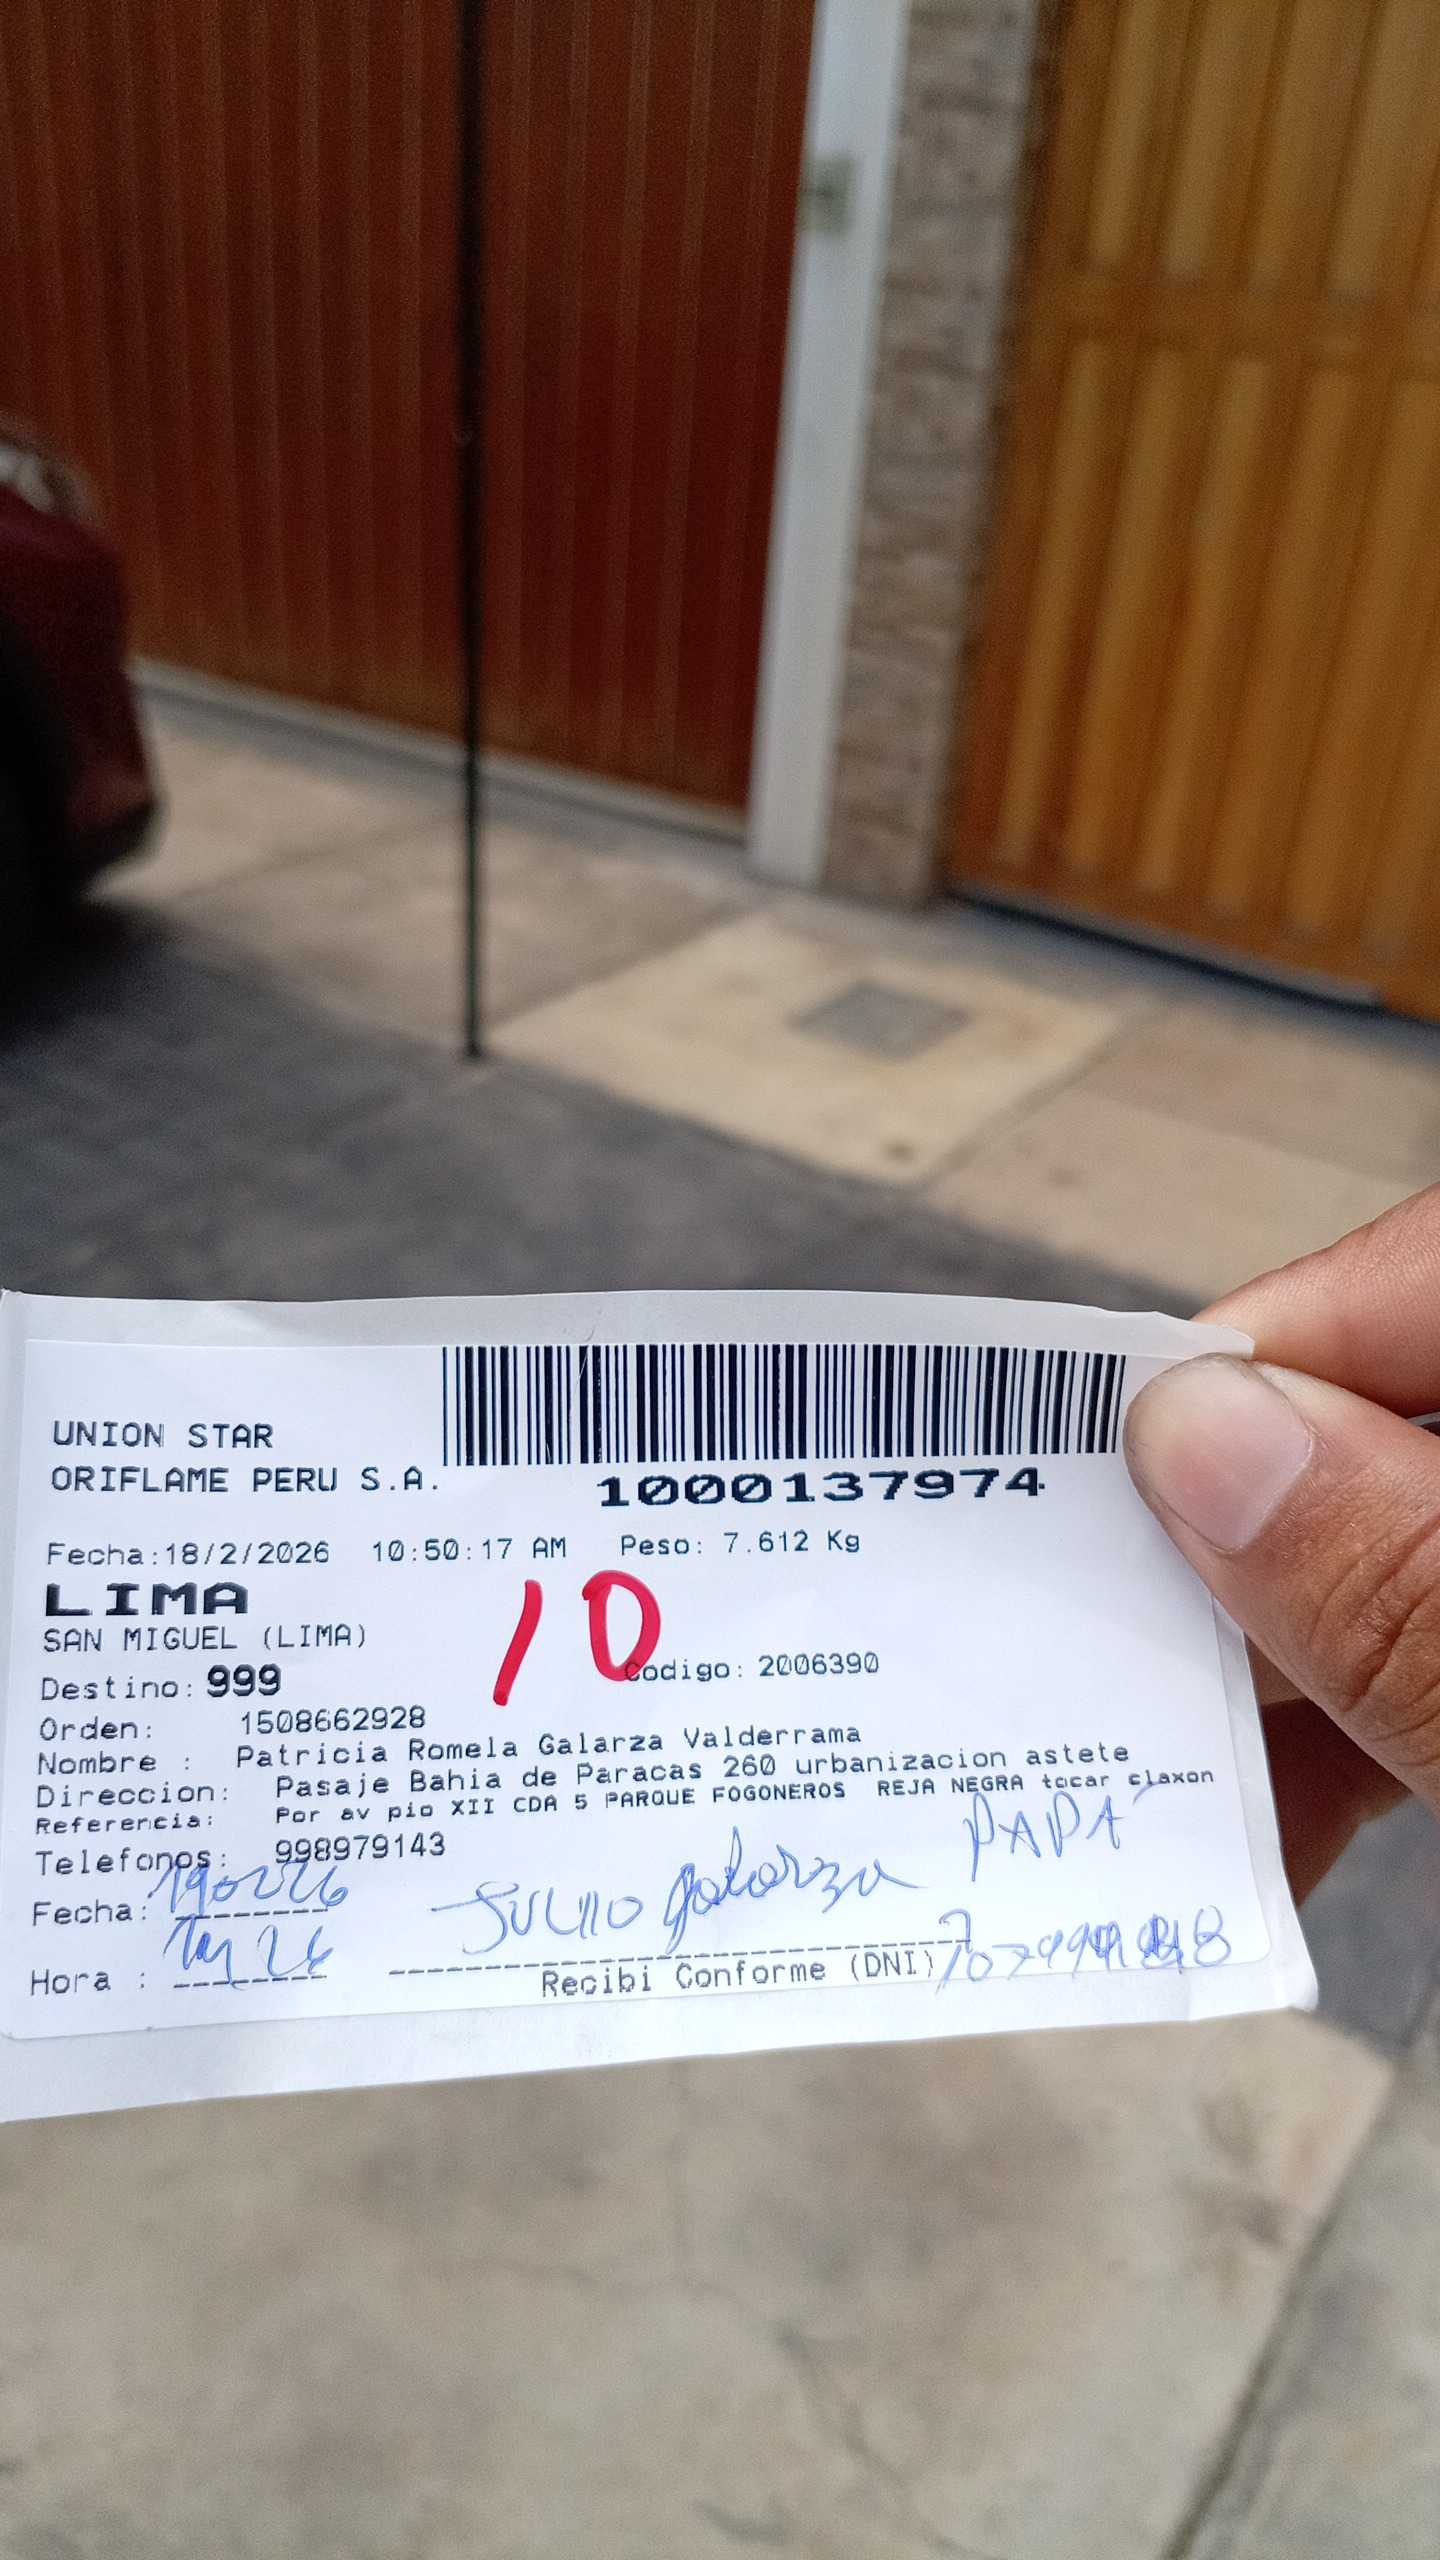 UNION STAR
ORIFLAME PERU S.A.
1000137974
Fecha:18/2/2026 10:50:17 AM Peso: 7.612 Kg
LIMA
10
SAN MIGUEL (LIMA)
Destino: 999 Codigo: 2006390
Orden: 1508662928
Nombre : Patricia Romela Galarza Valderrama
Direccion: Pasaje Bahia de Paracas 260 urbanizacion astete
Referencia: Por av pio XII CDA 5 PARQUE FOGONEROS REJA NEGRA tocar claxon
Telefonos: 998979143
PAPÁ
Fecha: 190226 Julio galarza
Hora :
Recibi Conforme (DNI)